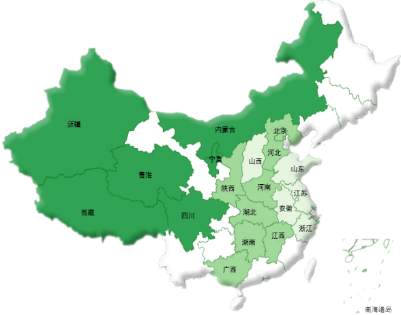 新疆
内蒙古
北京
宁夏
河北
山西
山东
青海
陕西
河南
江苏
西藏
四川
湖北
安徽
浙江
湖南
江西
广西
南海诸岛